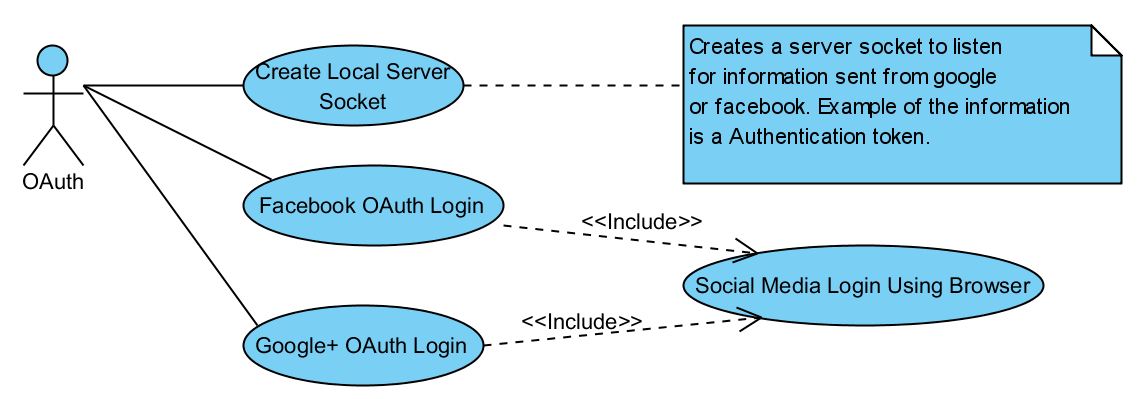 Create Local Server
Socket
Creates a server socket to listen
for information sent from google
or facebook. Example of the information
is a Authentication token.
OAuth
Facebook OAuth Login
<<Include>>
Social Media Login Using Browser
<<Include>>
Google+ OAuth Login